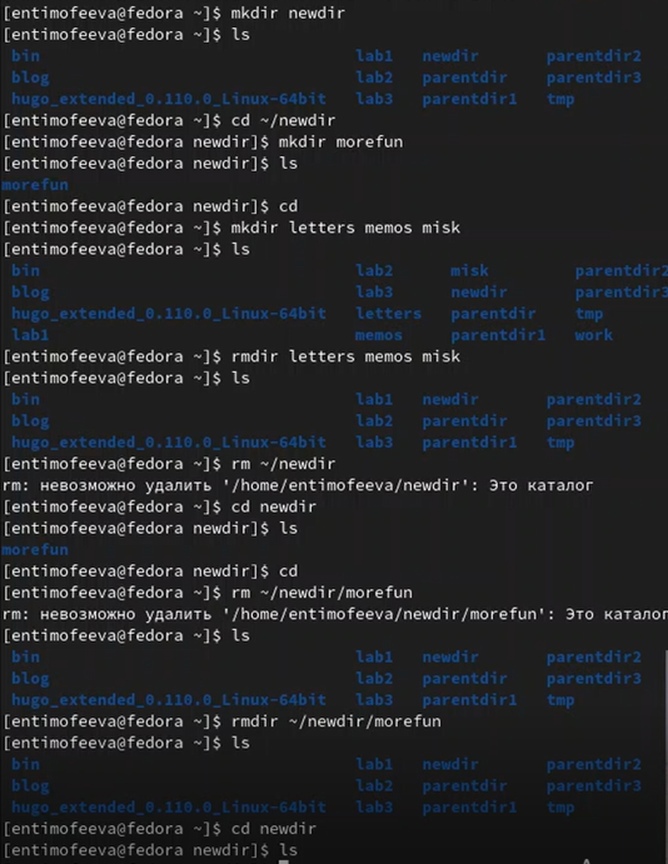 [entimofeeva@fedora ~]$ mkdir newdir
[entimofeeva@fedora ~]$ ls
bin lab1 newdir parentdir2
blog lab2 parentdir parentdir3
hugo_extended_0.110.0_Linux-64bit lab3 parentdir1 tmp
[entimofeeva@fedora ~]$ cd ~/newdir
[entimofeeva@fedora newdir]$ mkdir morefun
[entimofeeva@fedora newdir]$ ls
morefun
[entimofeeva@fedora newdir]$ cd
[entimofeeva@fedora ~]$ mkdir letters memos misk
[entimofeeva@fedora ~]$ ls
bin lab2 misk parentdir2
blog lab3 newdir parentdir3
hugo_extended_0.110.0_Linux-64bit letters parentdir tmp
lab1 memos parentdir1 work
[entimofeeva@fedora ~]$ rmdir letters memos misk
[entimofeeva@fedora ~]$ ls
bin lab1 newdir parentdir2
blog lab2 parentdir parentdir3
hugo_extended_0.110.0_Linux-64bit lab3 parentdir1 tmp
[entimofeeva@fedora ~]$ rm ~/newdir
rm: невозможно удалить '/home/entimofeeva/newdir': Это каталог
[entimofeeva@fedora ~]$ cd newdir
[entimofeeva@fedora newdir]$ ls
morefun
[entimofeeva@fedora newdir]$ cd
[entimofeeva@fedora ~]$ rm ~/newdir/morefun
rm: невозможно удалить '/home/entimofeeva/newdir/morefun': Это каталог
[entimofeeva@fedora ~]$ ls
bin lab1 newdir parentdir2
blog lab2 parentdir parentdir3
hugo_extended_0.110.0_Linux-64bit lab3 parentdir1 tmp
[entimofeeva@fedora ~]$ rmdir ~/newdir/morefun
[entimofeeva@fedora ~]$ ls
bin lab1 newdir parentdir2
blog lab2 parentdir parentdir3
hugo_extended_0.110.0_Linux-64bit lab3 parentdir1 tmp
[entimofeeva@fedora ~]$ cd newdir
[entimofeeva@fedora newdir]$ ls